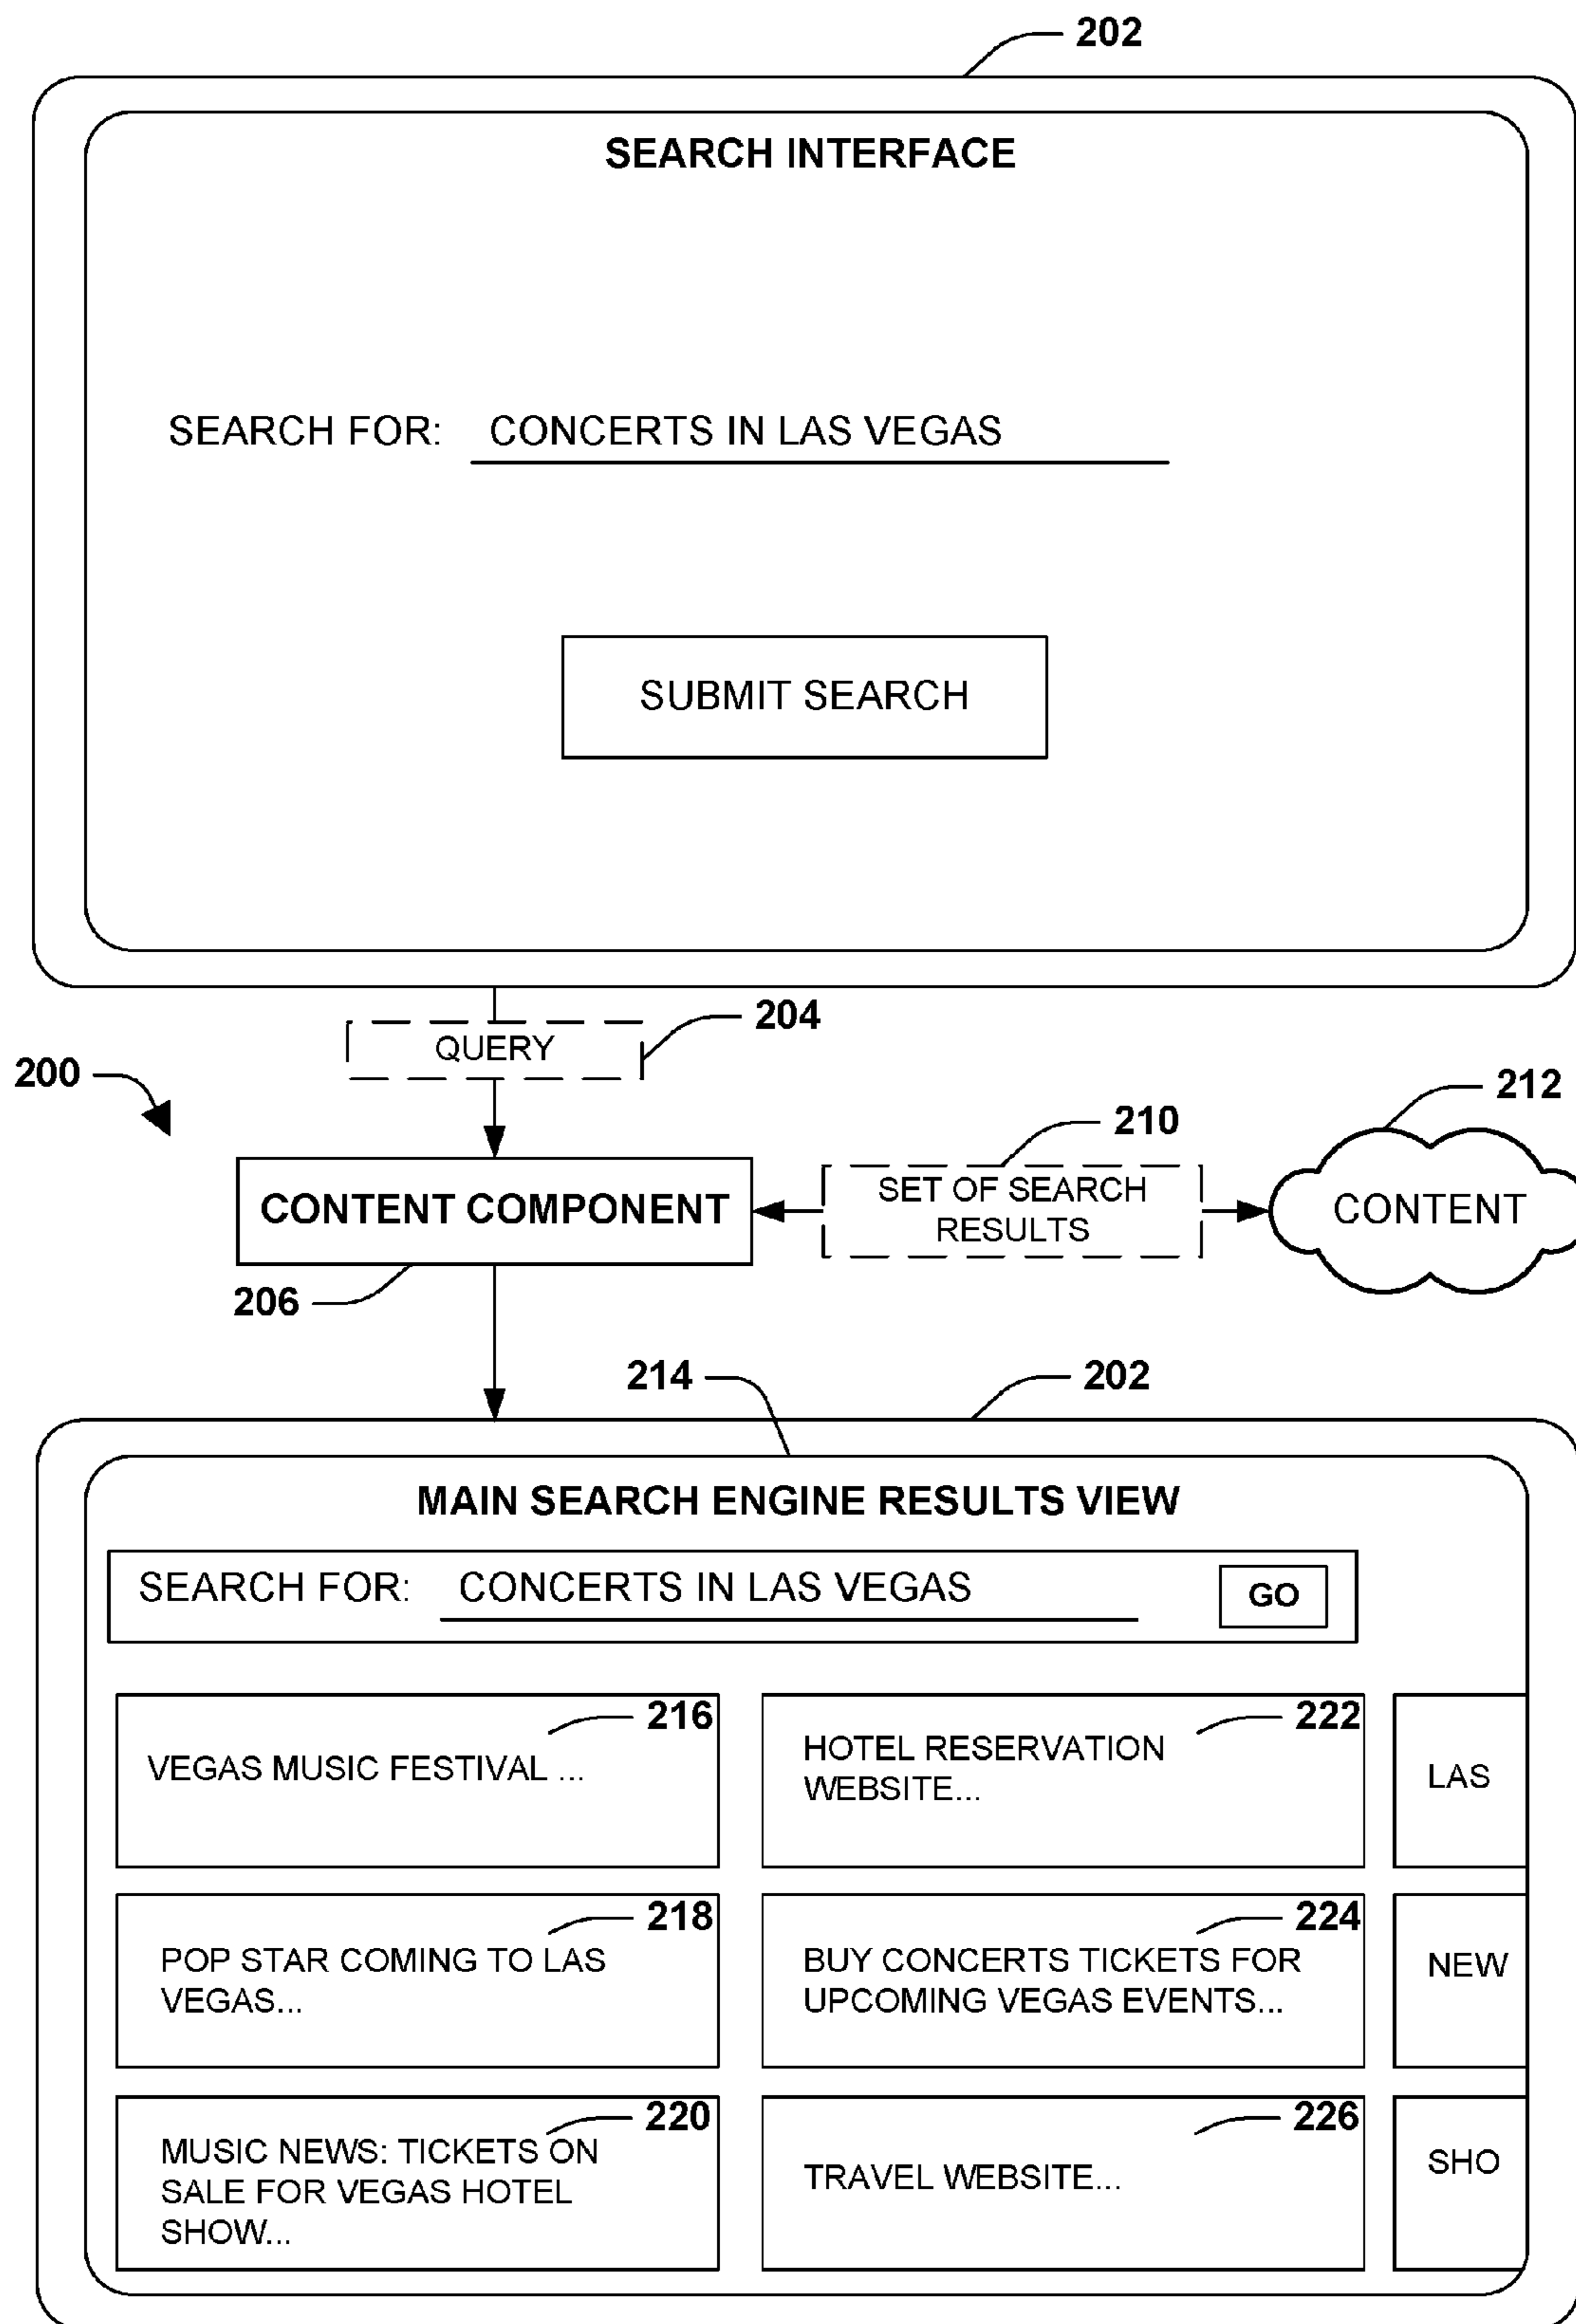 202
SEARCH INTERFACE
SEARCH FOR: CONCERTS IN LAS VEGAS
SUBMIT SEARCH
QUERY
204
200
212
210
CONTENT COMPONENT
SET OF SEARCH
RESULTS
CONTENT
206
214
202
MAIN SEARCH ENGINE RESULTS VIEW
SEARCH FOR: CONCERTS IN LAS VEGAS
GO
216
VEGAS MUSIC FESTIVAL ...
222
HOTEL RESERVATION
WEBSITE...
LAS
218
POP STAR COMING TO LAS
VEGAS...
224
BUY CONCERTS TICKETS FOR
UPCOMING VEGAS EVENTS...
NEW
220
MUSIC NEWS: TICKETS ON
SALE FOR VEGAS HOTEL
SHOW...
226
TRAVEL WEBSITE...
SHO